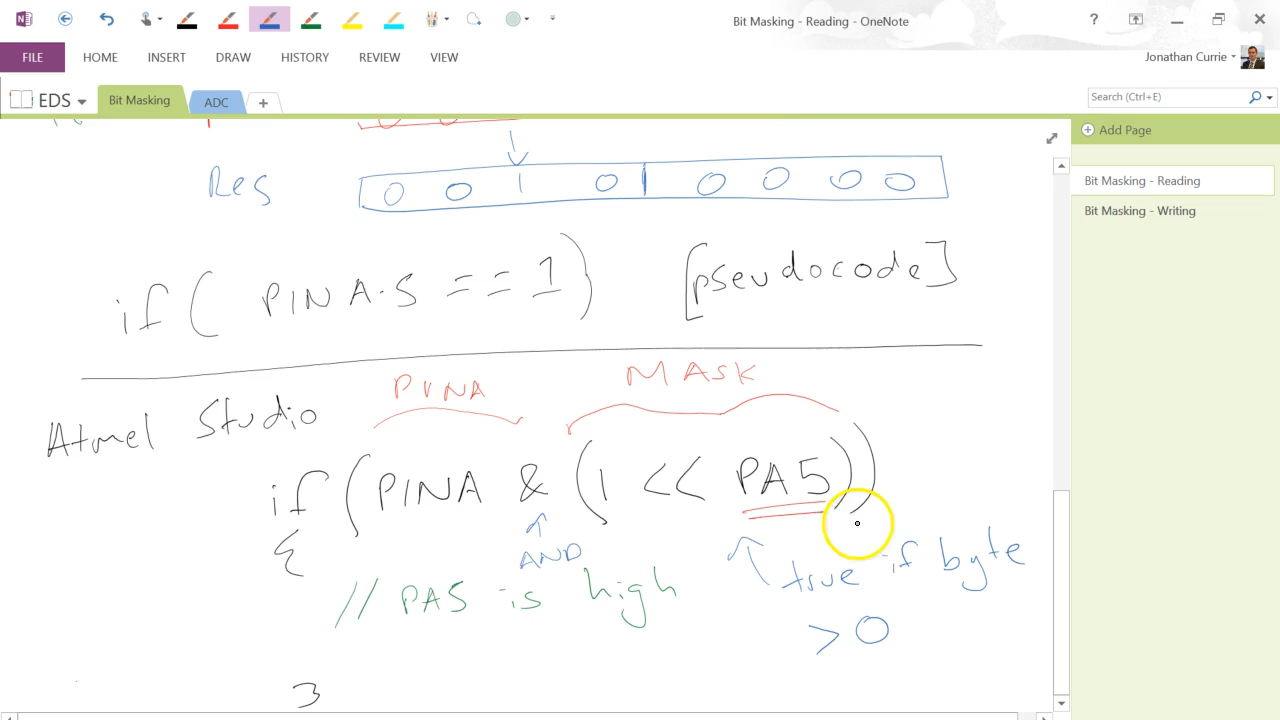 Bit Masking - Reading - OneNote
?
FILE HOME INSERT DRAW HISTORY REVIEW VIEW
Jonathan Currie
EDS Bit Masking ADC +
Search (Ctrl+E)
Add Page
Bit Masking - Reading
Bit Masking - Writing
Res 0 0 1 0 0 0 0 0
if ( PINA.5 == 1 ) [pseudocode]
PINA MASK
Atmel Studio
if (PINA & (1 << PA5))
{
AND
true if byte
> 0
// PA5 is high
}